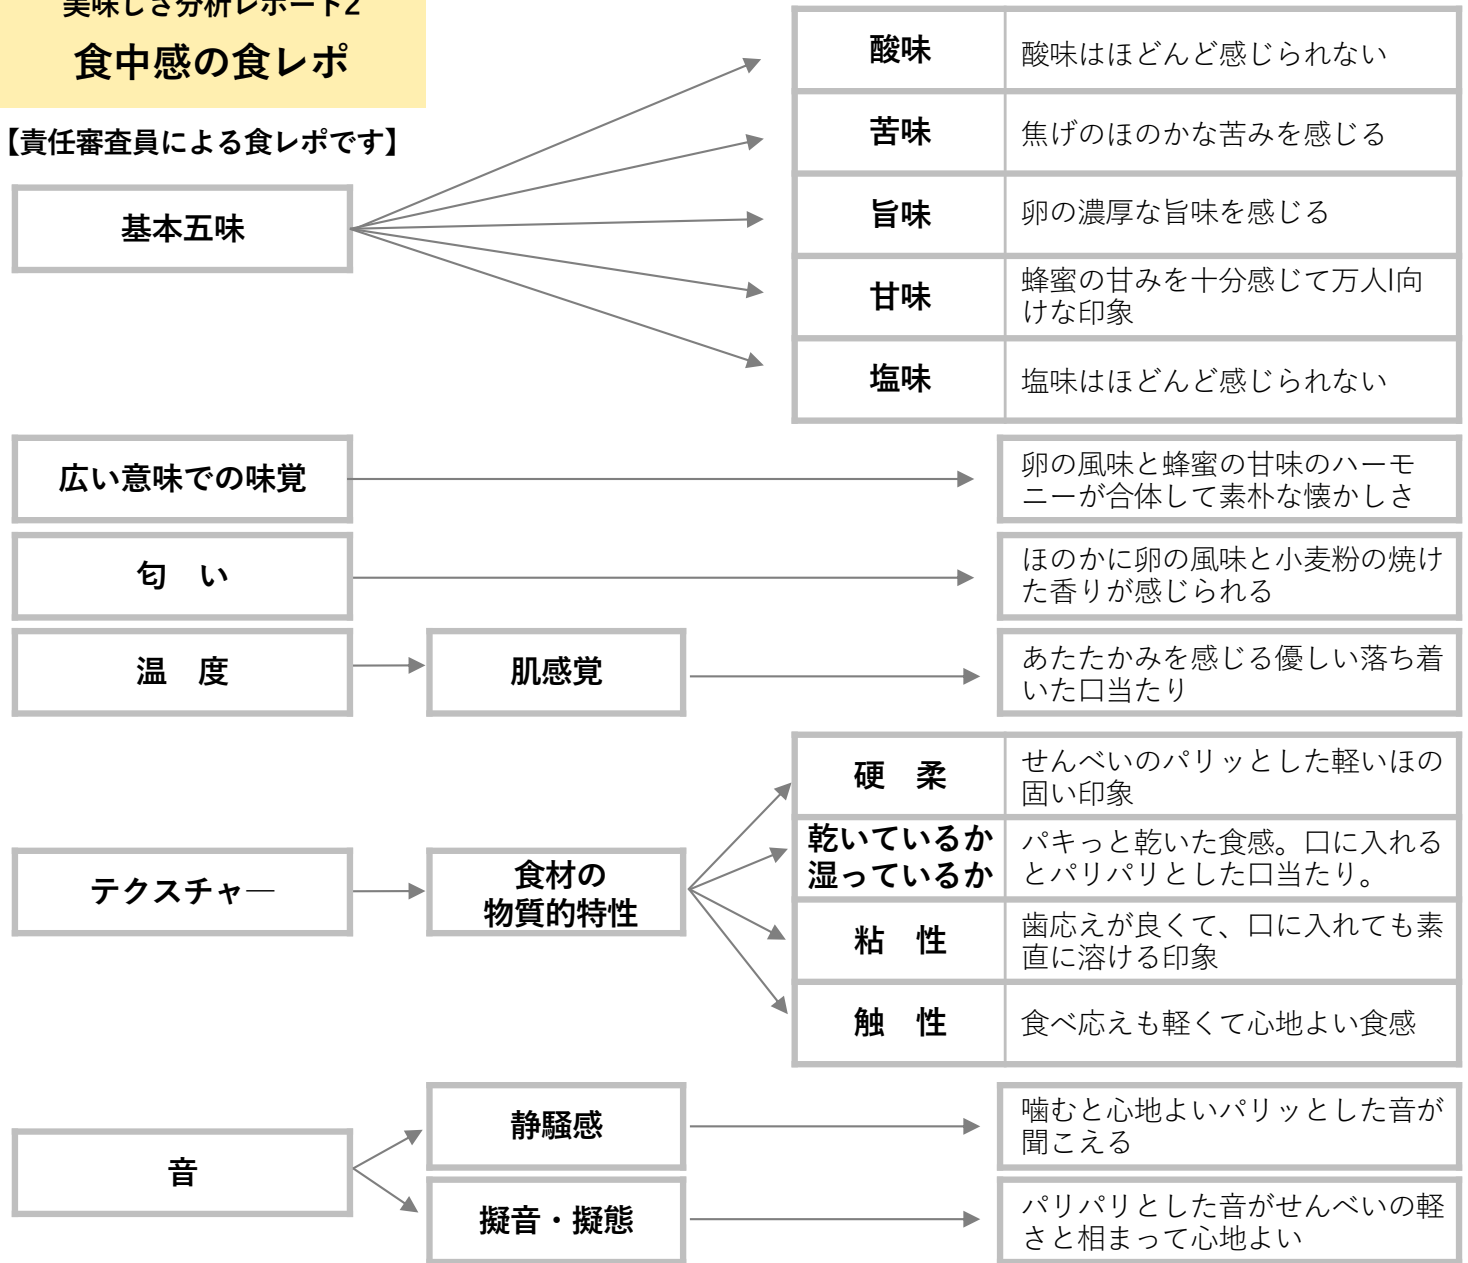 美味しさ分析レポート2
食中感の食レポ
【責任審査員による食レポです】
基本五味
酸味
酸味はほどんど感じられない
苦味
焦げのほのかな苦みを感じる
旨味
卵の濃厚な旨味を感じる
甘味
蜂蜜の甘みを十分感じて万人l向
けな印象
塩味
塩味はほどんど感じられない
広い意味での味覚
卵の風味と蜂蜜の甘味のハーモ
ニーが合体して素朴な懐かしさ
匂　い
ほのかに卵の風味と小麦粉の焼け
た香りが感じられる
温　度
肌感覚
あたたかみを感じる優しい落ち着
いた口当たり
テクスチャ―
食材の
物質的特性
硬　柔
せんべいのパリッとした軽いほの
固い印象
乾いているか
湿っているか
パキっと乾いた食感。口に入れる
とパリパリとした口当たり。
粘　性
歯応えが良くて、口に入れても素
直に溶ける印象
触　性
食べ応えも軽くて心地よい食感
音
静騒感
噛むと心地よいパリッとした音が
聞こえる
擬音・擬態
パリパリとした音がせんべいの軽
さと相まって心地よい